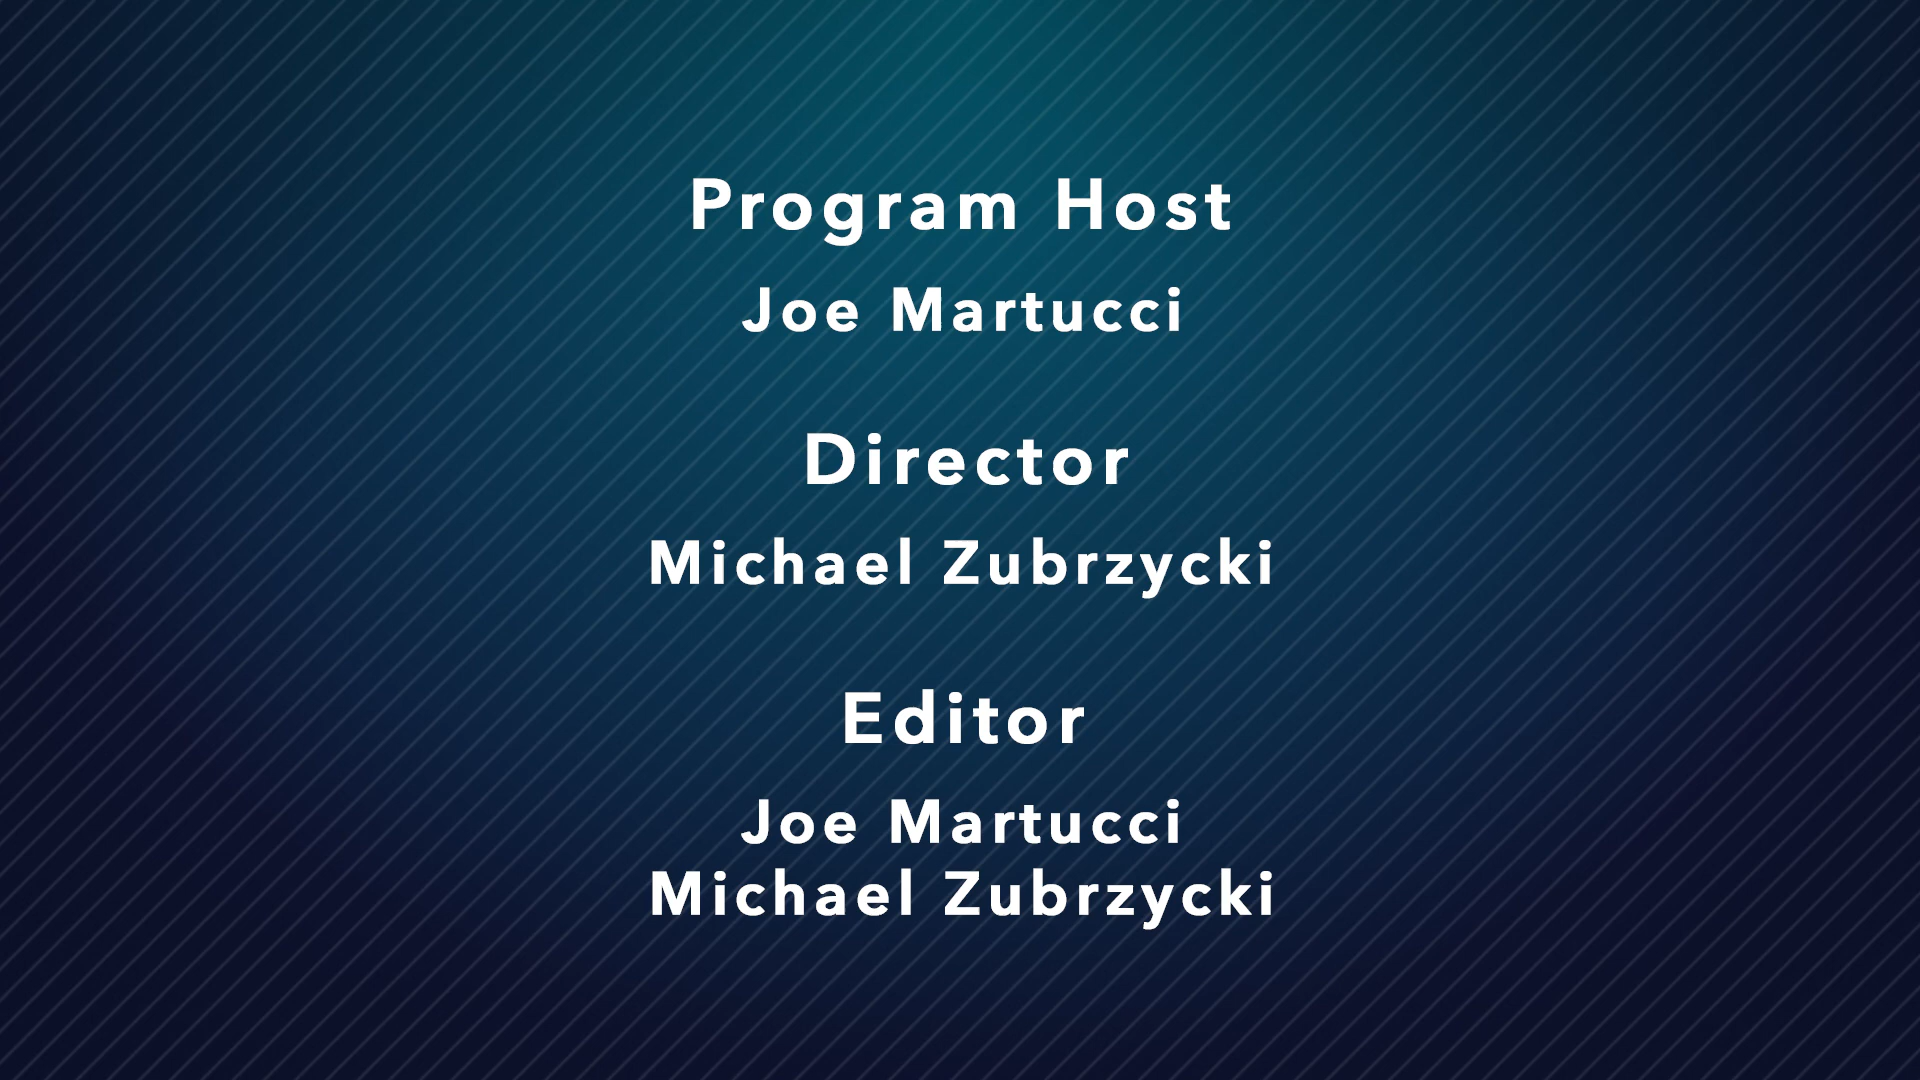 Program Host
Joe Martucci
Director
Michael Zubrzycki
Editor
Joe Martucci
Michael Zubrzycki